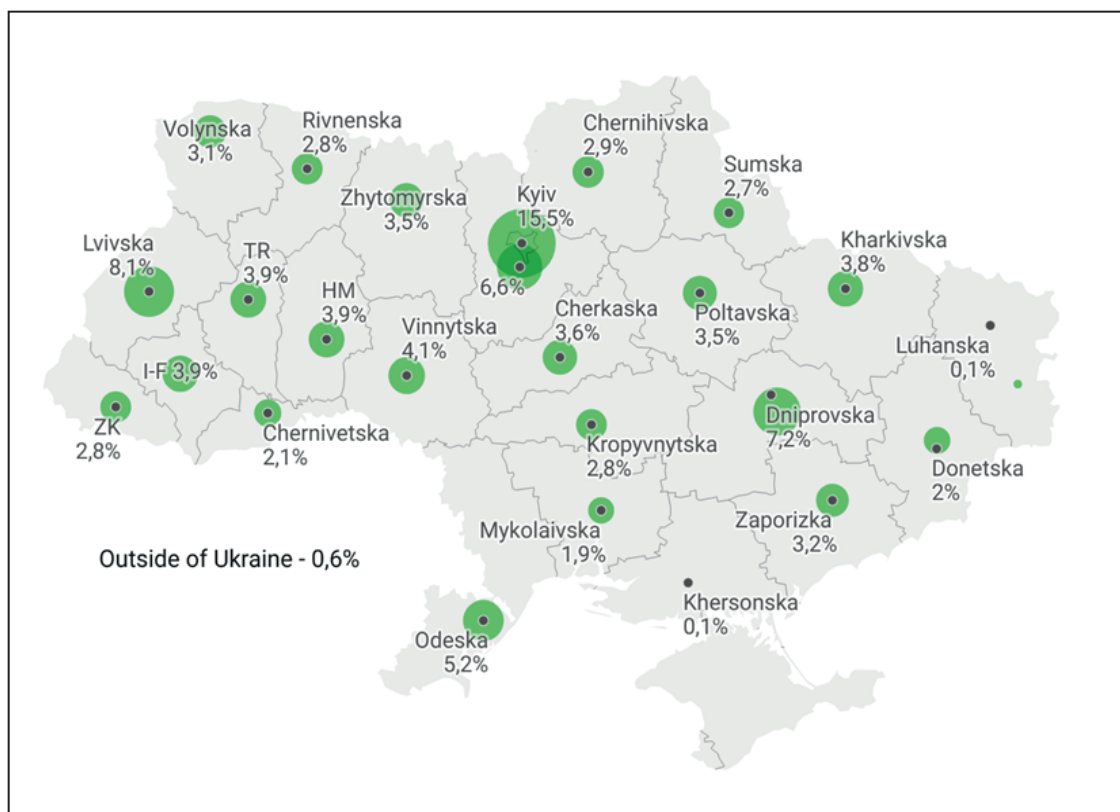 Volynska
3,1%
Rivnenska
2,8%
Zhytomyrska
3,5%
Kyiv
15,5%
6,6%
Chernihivska
2,9%
Sumska
2,7%
Lvivska
8,1%
TR
3,9%
HM
3,9%
Vinnytska
4,1%
Cherkaska
3,6%
Poltavska
3,5%
Kharkivska
3,8%
Luhanska
0,1%
I-F 3,9%
ZK
2,8%
Chernivetska
2,1%
Kropyvnytska
2,8%
Dniprovska
7,2%
Donetska
2%
Mykolaivska
1,9%
Zaporizka
3,2%
Outside of Ukraine - 0,6%
Khersonska
0,1%
Odeska
5,2%